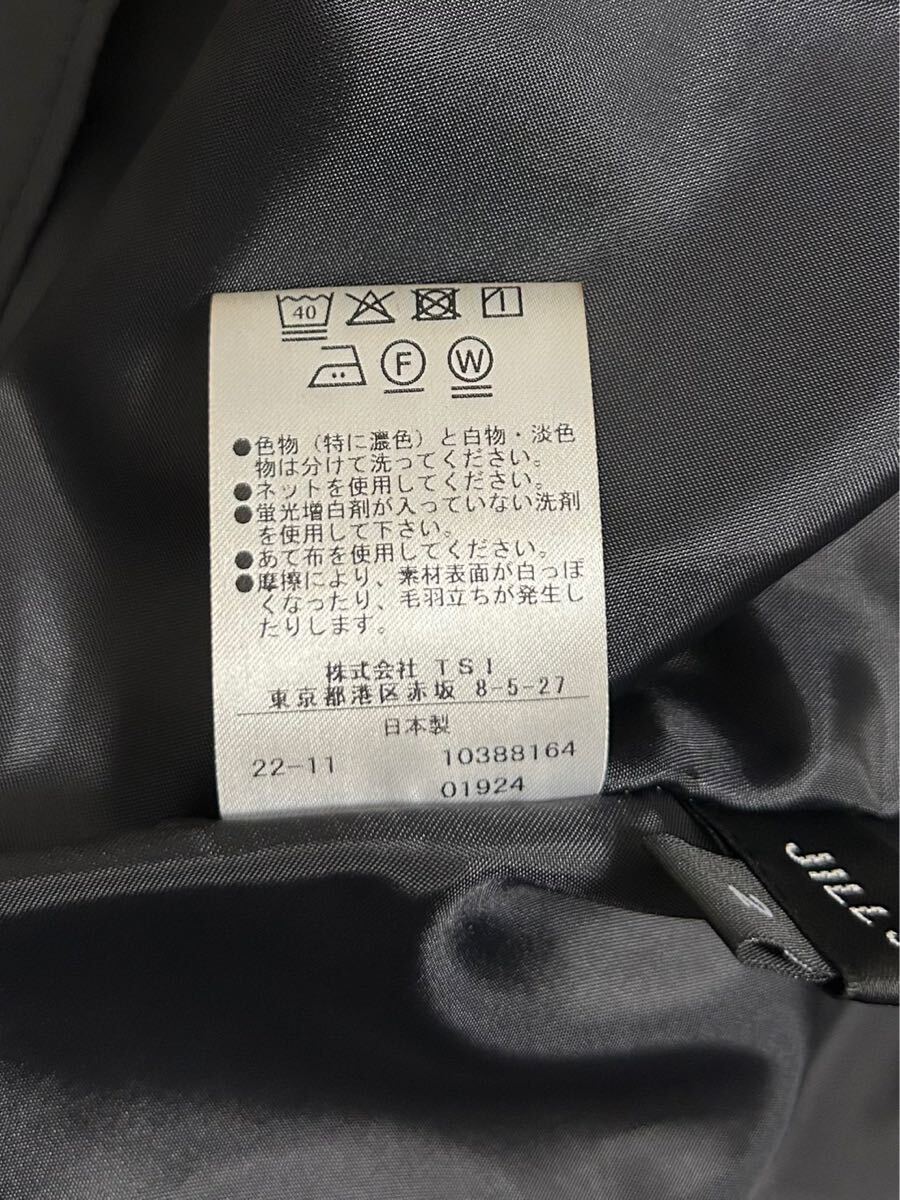 40
F
W
●色物（特に濃色）と白物・淡色
物は分けて洗ってください。
●ネットを使用してください。
●蛍光増白剤が入っていない洗剤
を使用して下さい。
●あて布を使用してください。
●摩擦により、素材表面が白っぽ
くなったり、毛羽立ちが発生し
たりします。
株式会社 TSI
東京都港区赤坂 8-5-27
日本製
22-11 10388164
01924
JILL